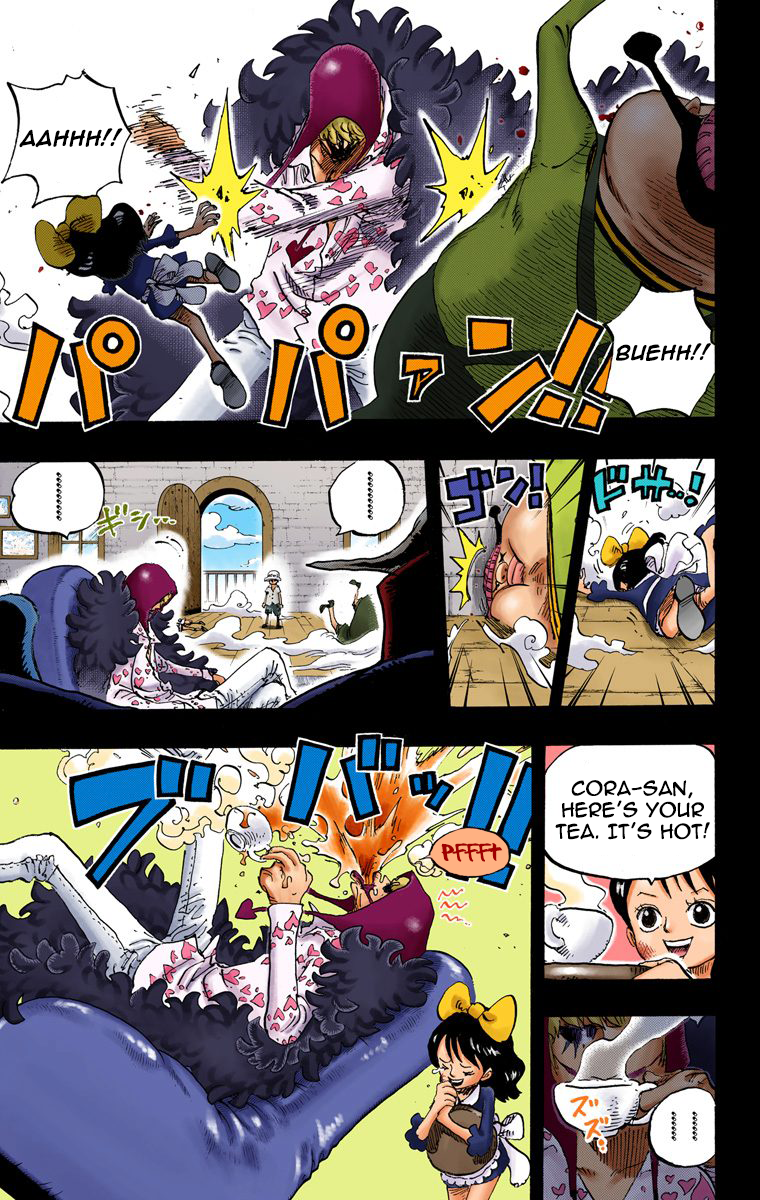 BUEHH!!
AAHHH!!
パパァン!!
ドサ…!
ゴン!
………
………
ギシ…
CORA-SAN,
HERE'S YOUR
TEA. IT'S HOT!
………
ズズ
ブバッ!!
PFFFT